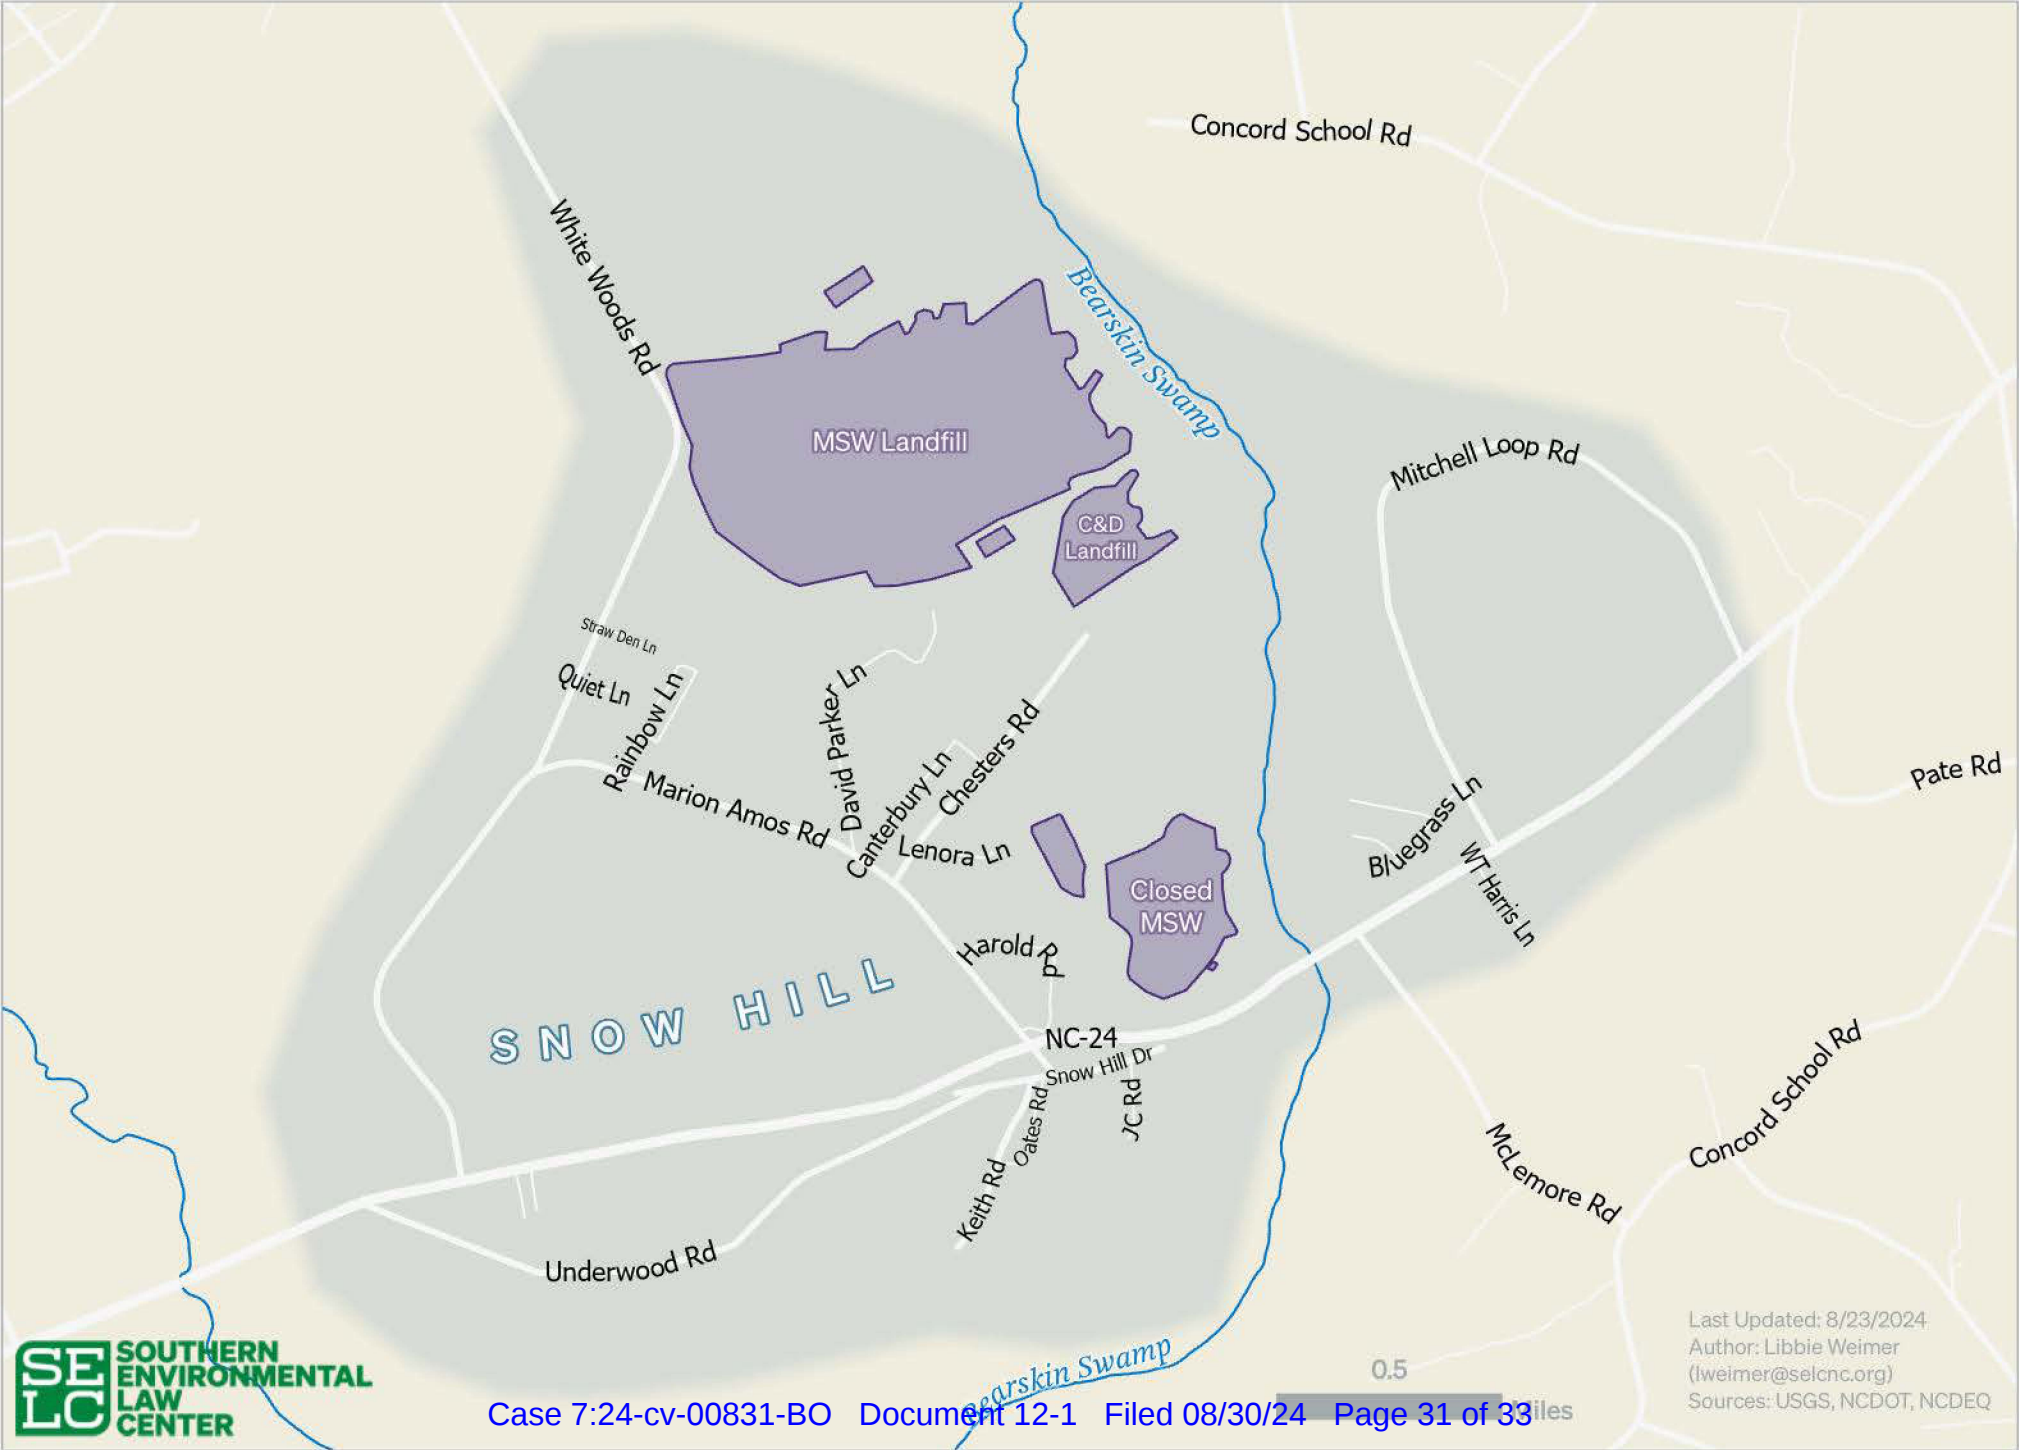 Concord School Rd
White Woods Rd
Bearskin Swamp
MSW Landfill
Mitchell Loop Rd
C&D
Landfill
Straw Den Ln
Quiet Ln
Rainbow Ln
David Parker Ln
Chesters Rd
Canterbury Ln
Marion Amos Rd
Lenora Ln
Pate Rd
Bluegrass Ln
WT Harris Ln
Closed
MSW
Harold Rd
SNOW HILL
NC-24
Snow Hill Dr
JC Rd
Oates Rd
Keith Rd
Concord School Rd
McLemore Rd
Underwood Rd
Last Updated: 8/23/2024
Author: Libbie Weimer
(lweimer@selcnc.org)
Sources: USGS, NCDOT, NCDEQ
SE
LC
SOUTHERN
ENVIRONMENTAL
LAW
CENTER
Bearskin Swamp
0.5
Miles
Case 7:24-cv-00831-BO Document 12-1 Filed 08/30/24 Page 31 of 33